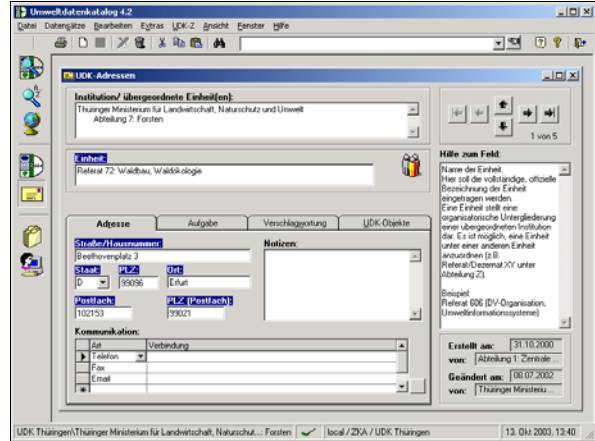 Umweltdatenkatalog 4.2
Datei Datensätze Bearbeiten Extras UDK-Z Ansicht Fenster Hilfe
UDK-Adressen
Institution/ übergeordnete Einheit(en):
Thüringer Ministerium für Landwirtschaft, Naturschutz und Umwelt
Abteilung 7: Forsten
1 von 5
Einheit:
Referat 72: Waldbau, Waldökologie
Hilfe zum Feld:
Name der Einheit.
Hier soll die vollständige, offizielle
Bezeichnung der Einheit
eingetragen werden.
Eine Einheit stellt eine
organisatorische Untergliederung
einer übergeordneten Institution
dar. Es ist möglich, eine Einheit
unter einer anderen Einheit
anzuordnen (z.B.
Referat/Dezernat XY unter
Abteilung Z).
Beispiel:
Referat 606 (DV-Organisation,
Umweltinformationssysteme)
Adresse Aufgabe Verschlagwortung UDK-Objekte
Straße/Hausnummer
Beethovenplatz 3
Notizen:
Staat: PLZ: Ort:
D 99096 Erfurt
Postfach: PLZ (Postfach):
102153 99021
Kommunikation:
Art Verbindung
Telefon
Fax
Email
Erstellt am: 31.10.2000
von: Abteilung 1: Zentrale ...
Geändert am: 08.07.2002
von: Thüringer Ministeriu ...
UDK Thüringen\Thüringer Ministerium für Landwirtschaft, Naturschut...: Forsten local / ZKA / UDK Thüringen 13. Okt 2003, 13:40